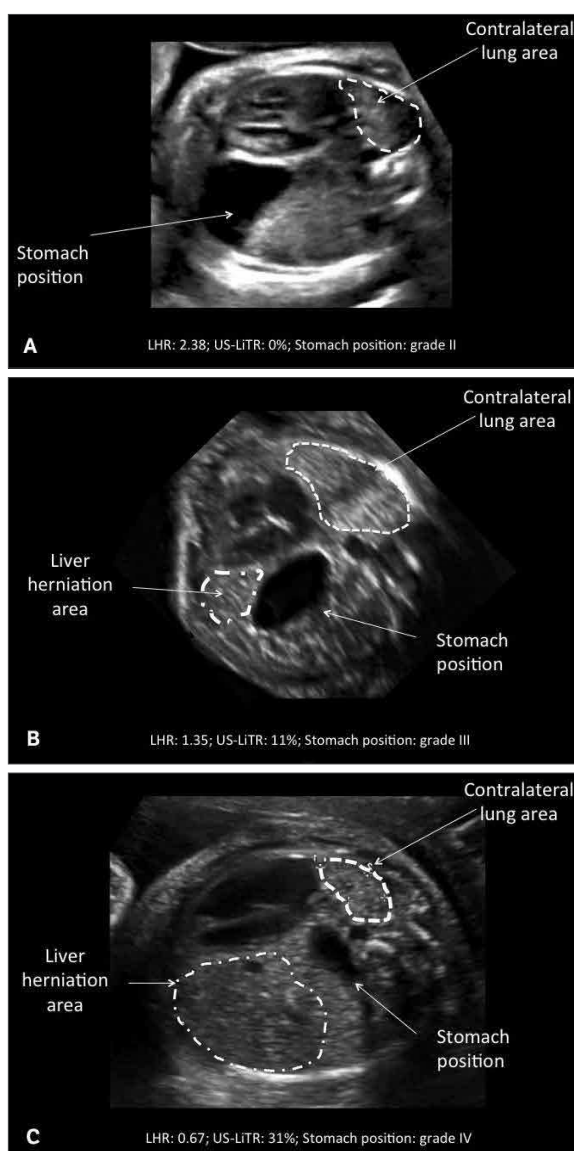 Contralateral
lung area
Stomach
position
A
LHR: 2.38; US-LiTR: 0%; Stomach position: grade II
Contralateral
lung area
Liver
herniation
area
Stomach
position
B
LHR: 1.35; US-LiTR: 11%; Stomach position: grade III
Contralateral
lung area
Liver
herniation
area
Stomach
position
C
LHR: 0.67; US-LiTR: 31%; Stomach position: grade IV